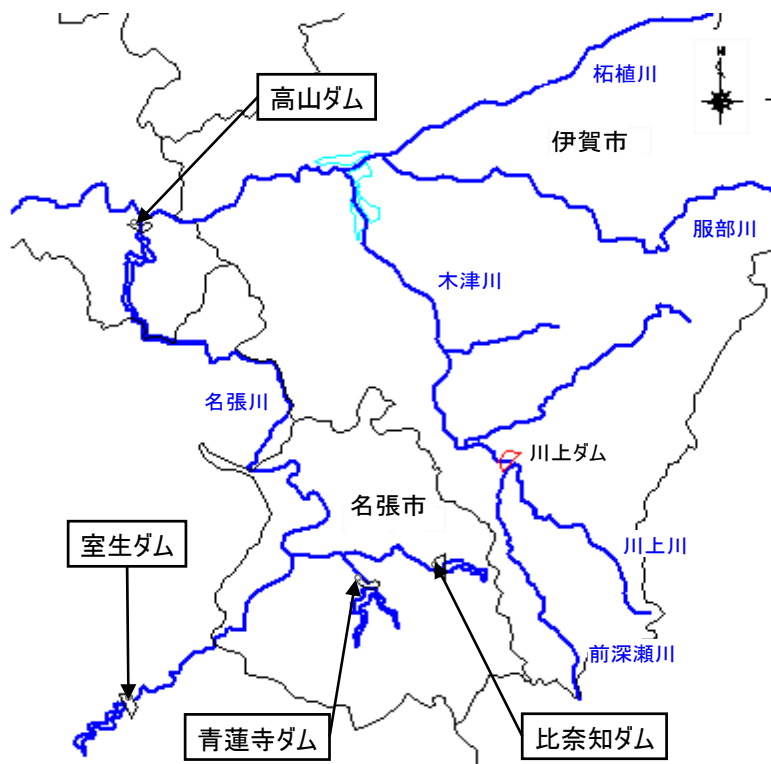 柘植川
高山ダム
N
伊賀市
服部川
木津川
名張川
川上ダム
名張市
室生ダム
川上川
前深瀬川
青蓮寺ダム
比奈知ダム